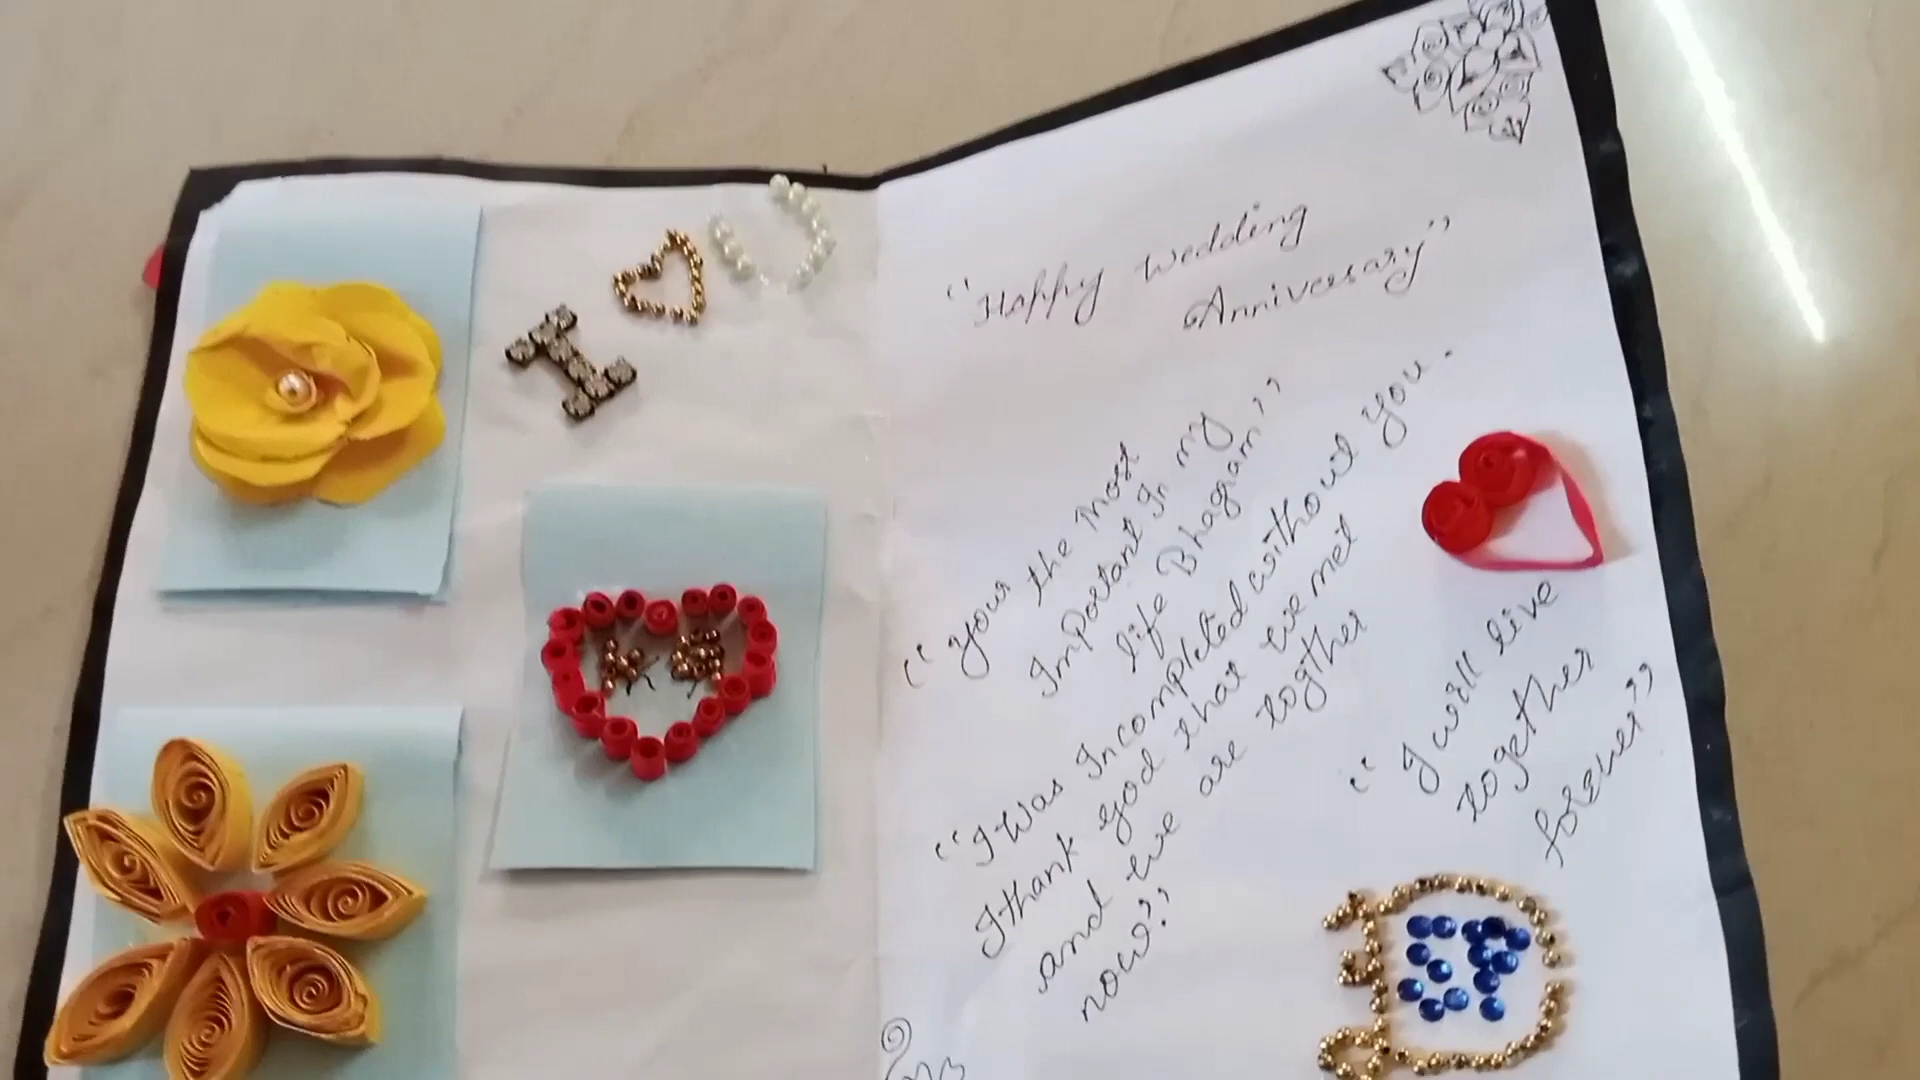 I U
"Happy Wedding
Anniversary"
"your the most
Important In my
life Bhagam"
"I Was Incompleted without you.
I thank god that we met
and we are togther
now."
"I will live
together
forever"